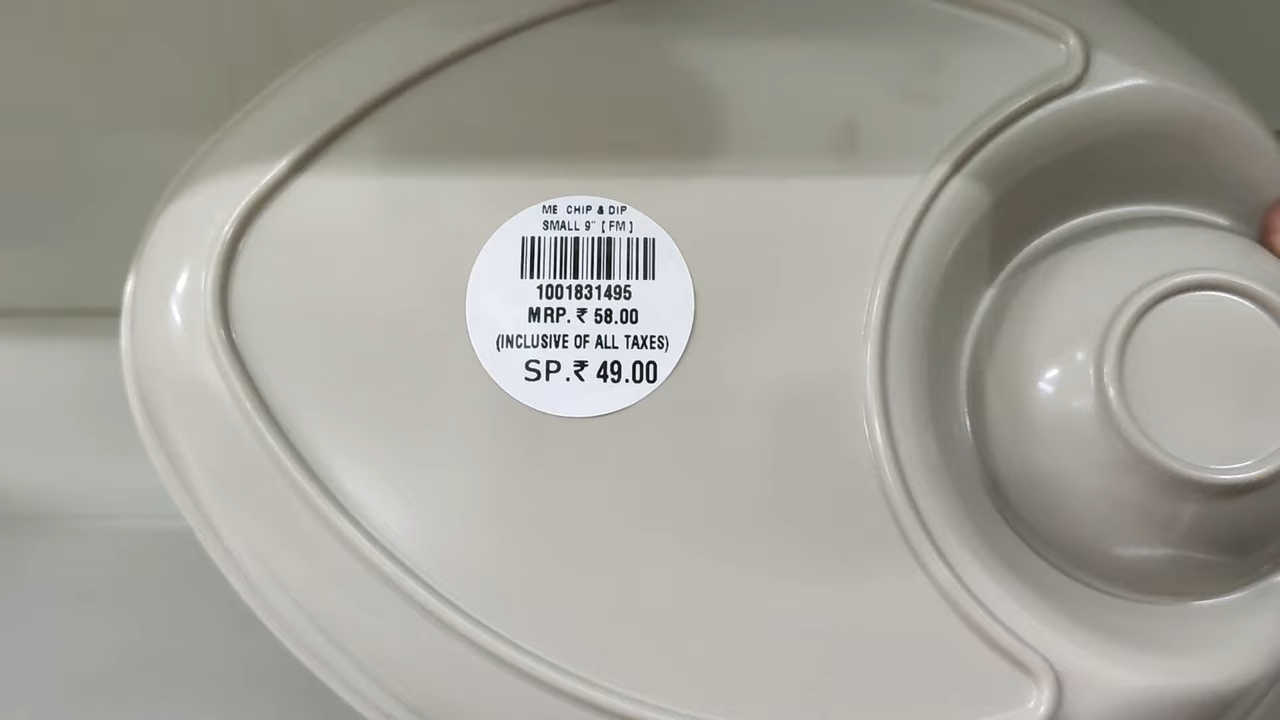 ME CHIP & DIP
SMALL 9" [ FM ]
1001831495
MRP. ₹ 58.00
(INCLUSIVE OF ALL TAXES)
SP.₹ 49.00